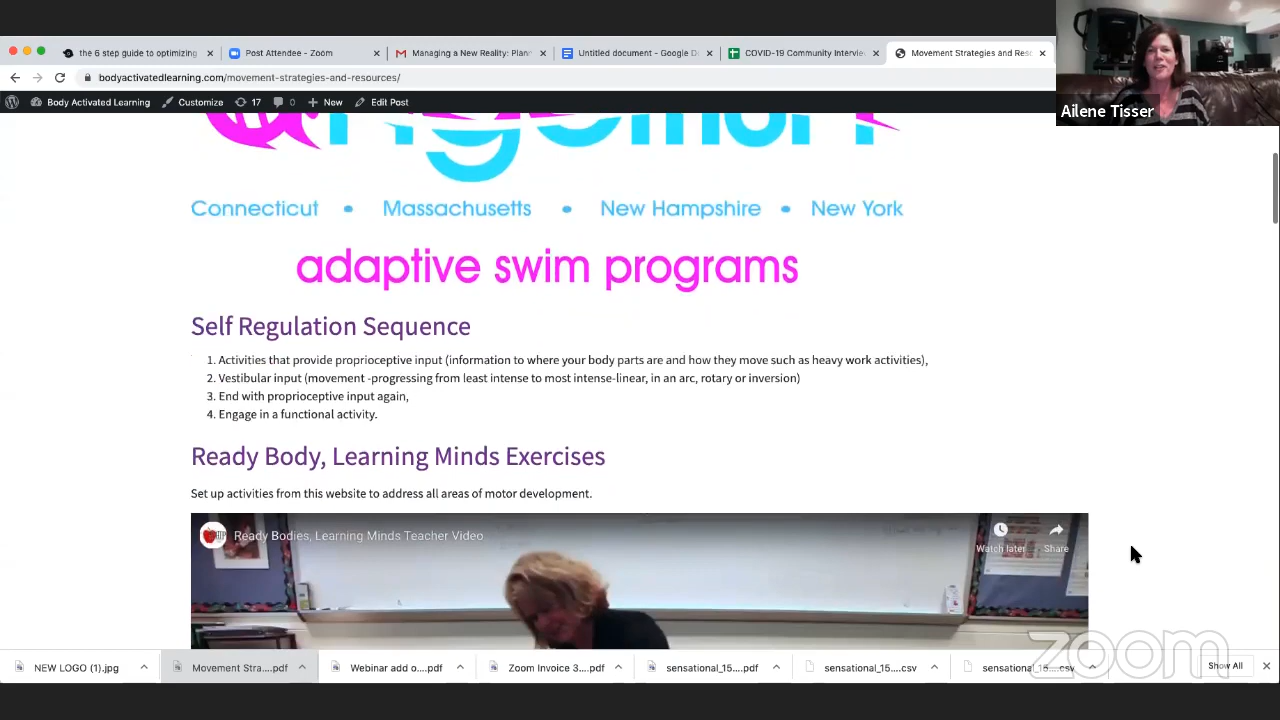 the 6 step guide to optimizing
Post Attendee - Zoom
Managing a New Reality: Plan
Untitled document - Google D
COVID-19 Community Intervie
Movement Strategies and Reso
bodyactivatedlearning.com/movement-strategies-and-resources/
Body Activated Learning
Customize
17
0
New
Edit Post
Ailene Tisser
Connecticut • Massachusetts • New Hampshire • New York
adaptive swim programs
Self Regulation Sequence
1. Activities that provide proprioceptive input (information to where your body parts are and how they move such as heavy work activities),
2. Vestibular input (movement -progressing from least intense to most intense-linear, in an arc, rotary or inversion)
3. End with proprioceptive input again,
4. Engage in a functional activity.
Ready Body, Learning Minds Exercises
Set up activities from this website to address all areas of motor development.
Ready Bodies, Learning Minds Teacher Video
Watch later
Share
NEW LOGO (1).jpg
Movement Stra....pdf
Webinar add o....pdf
Zoom Invoice 3....pdf
sensational_15....pdf
sensational_15....csv
sensational_15....csv
Show All
zoom